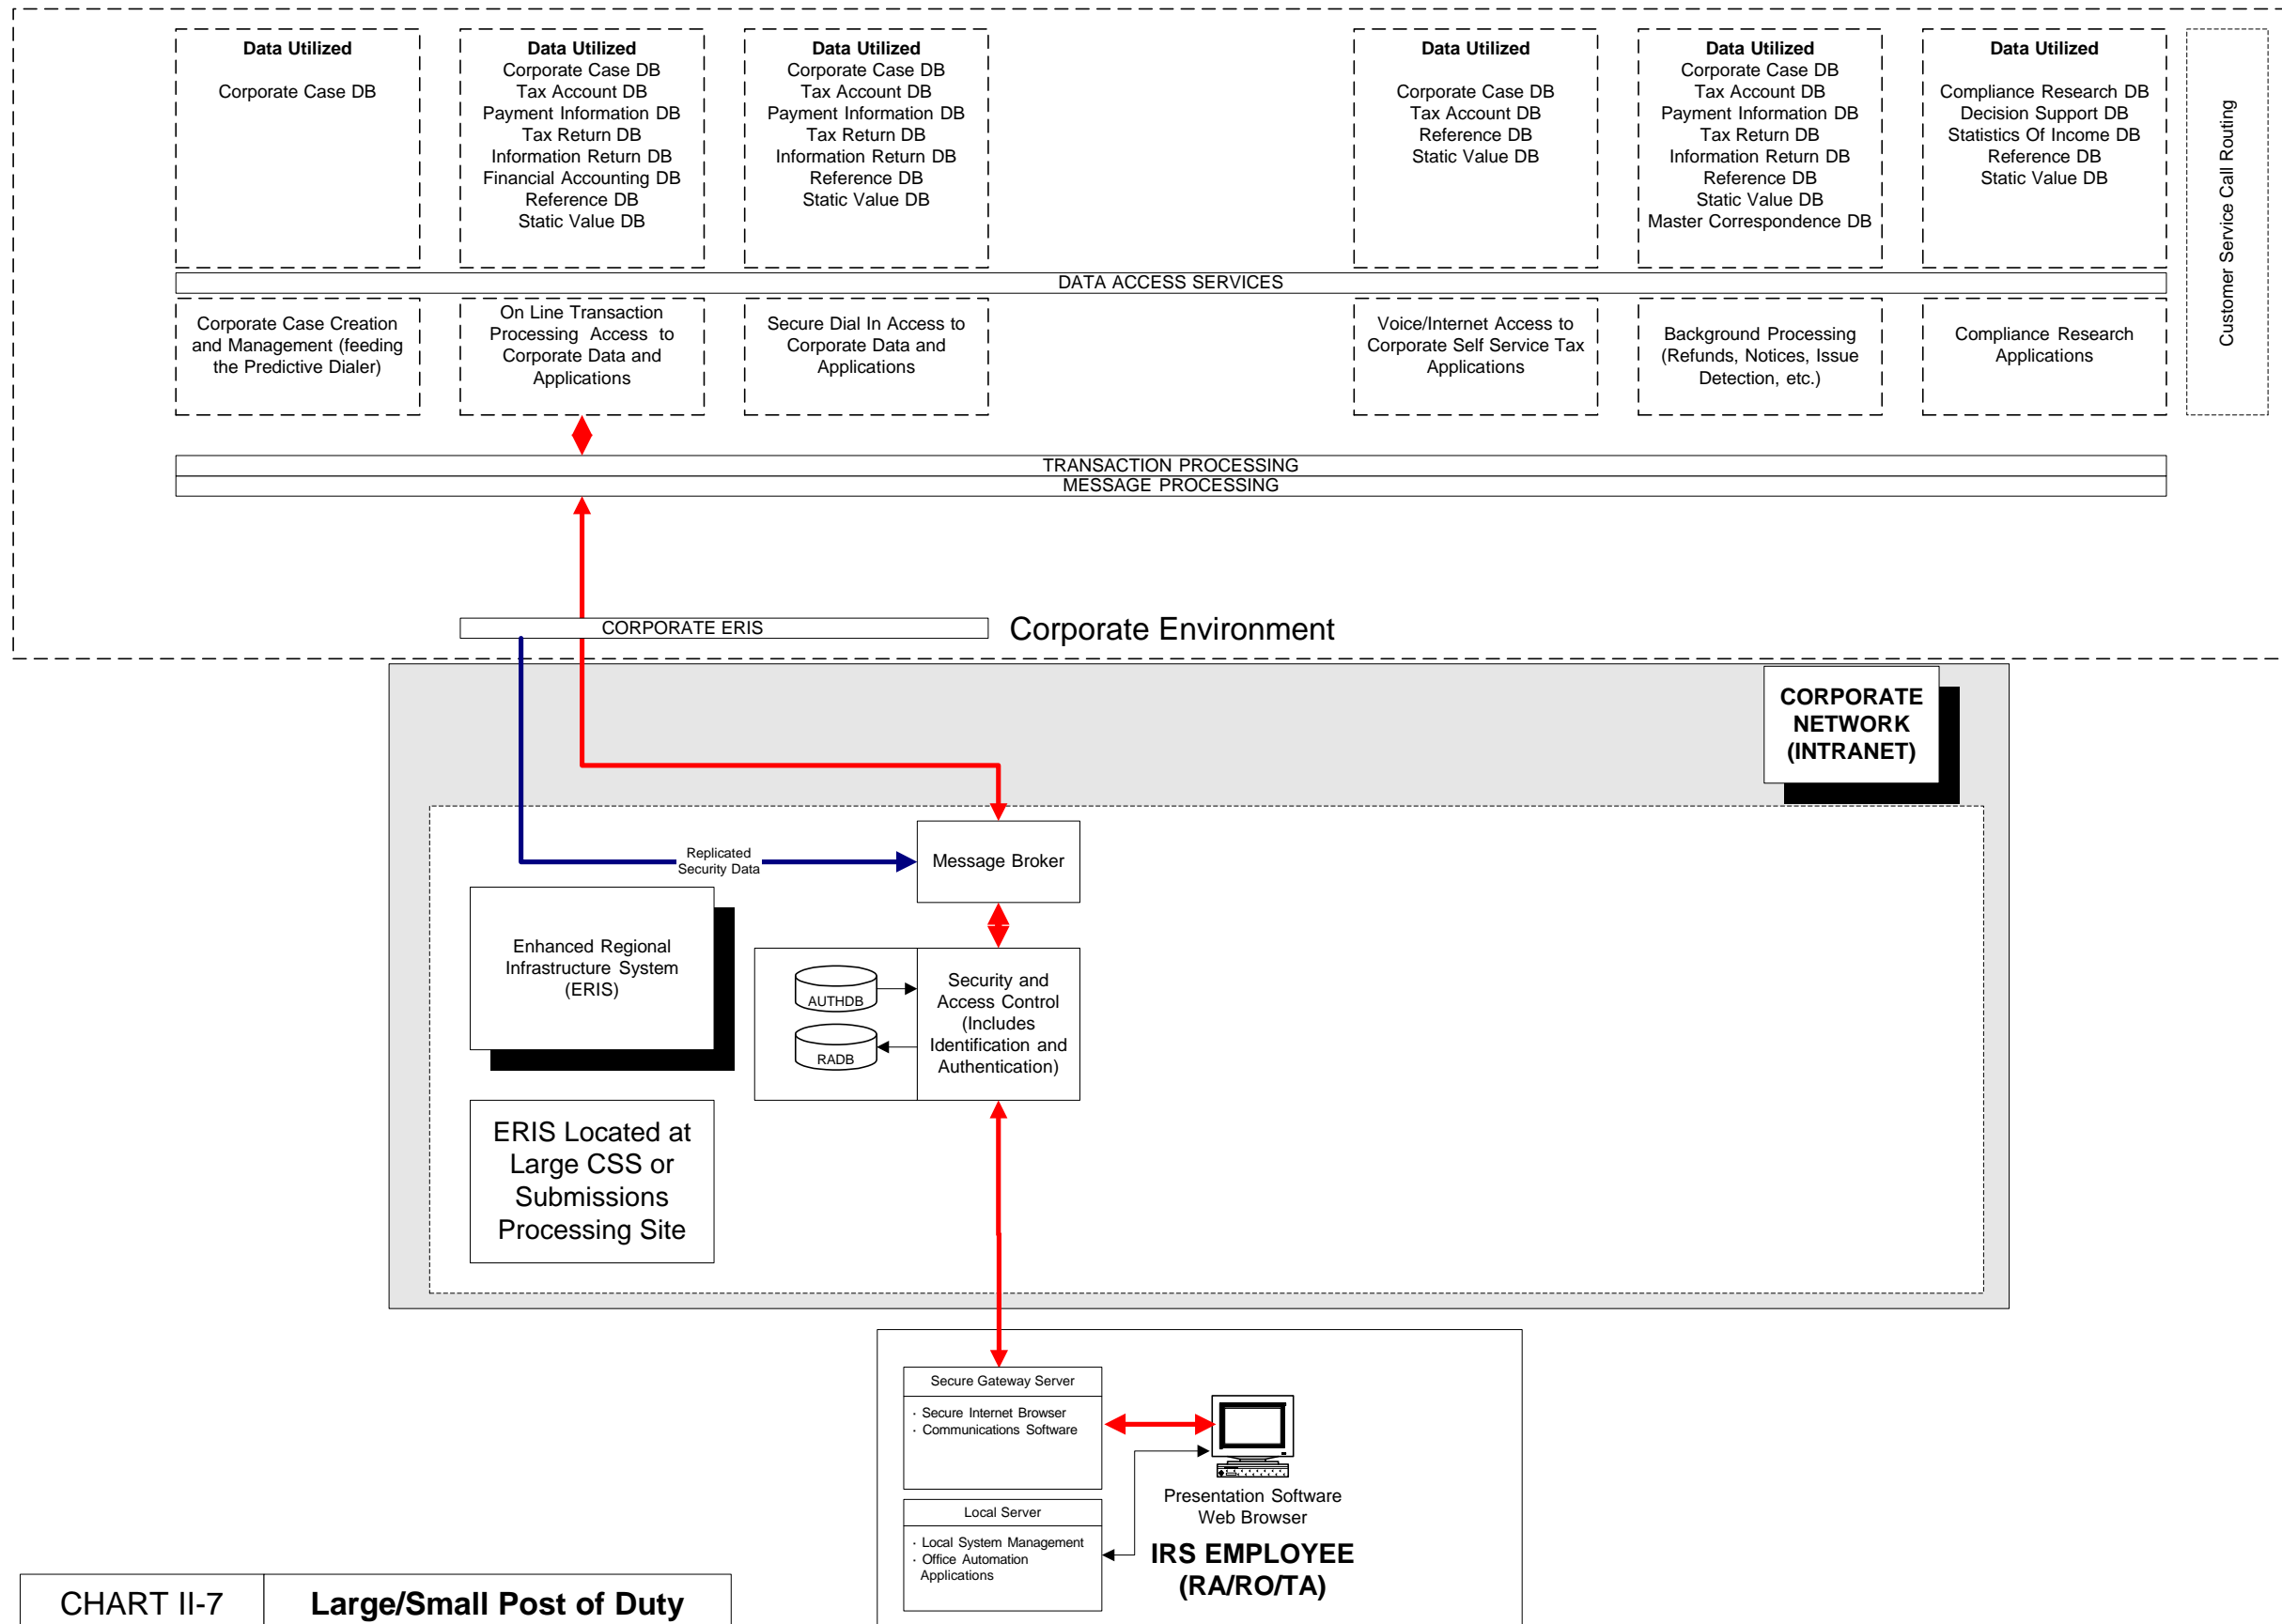 Data Utilized
Corporate Case DB
Data Utilized
Corporate Case DB
Tax Account DB
Payment Information DB
Tax Return DB
Information Return DB
Financial Accounting DB
Reference DB
Static Value DB
Data Utilized
Corporate Case DB
Tax Account DB
Payment Information DB
Tax Return DB
Information Return DB
Reference DB
Static Value DB
Data Utilized
Corporate Case DB
Tax Account DB
Reference DB
Static Value DB
Data Utilized
Corporate Case DB
Tax Account DB
Payment Information DB
Tax Return DB
Information Return DB
Reference DB
Static Value DB
Master Correspondence DB
Data Utilized
Compliance Research DB
Decision Support DB
Statistics Of Income DB
Reference DB
Static Value DB
Customer Service Call Routing
DATA ACCESS SERVICES
Corporate Case Creation
and Management (feeding
the Predictive Dialer)
On Line Transaction
Processing Access to
Corporate Data and
Applications
Secure Dial In Access to
Corporate Data and
Applications
Voice/Internet Access to
Corporate Self Service Tax
Applications
Background Processing
(Refunds, Notices, Issue
Detection, etc.)
Compliance Research
Applications
TRANSACTION PROCESSING
MESSAGE PROCESSING
CORPORATE ERIS
Corporate Environment
CORPORATE
NETWORK
(INTRANET)
Replicated
Security Data
Message Broker
Enhanced Regional
Infrastructure System
(ERIS)
AUTHDB
RADB
Security and
Access Control
(Includes
Identification and
Authentication)
ERIS Located at
Large CSS or
Submissions
Processing Site
Secure Gateway Server
· Secure Internet Browser
· Communications Software
Presentation Software
Web Browser
Local Server
· Local System Management
· Office Automation
Applications
IRS EMPLOYEE
(RA/RO/TA)
CHART II-7
Large/Small Post of Duty